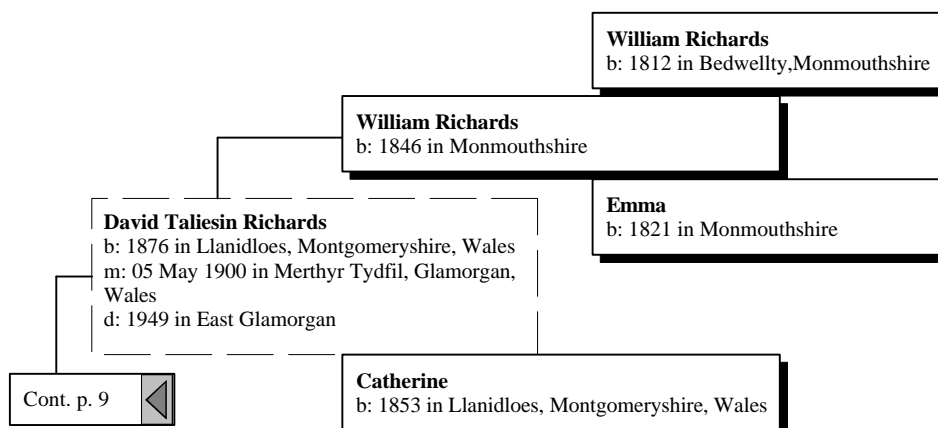 William Richards
b: 1812 in Bedwellty,Monmouthshire
William Richards
b: 1846 in Monmouthshire
Emma
b: 1821 in Monmouthshire
David Taliesin Richards
b: 1876 in Llanidloes, Montgomeryshire, Wales
m: 05 May 1900 in Merthyr Tydfil, Glamorgan,
Wales
d: 1949 in East Glamorgan
Cont. p. 9
Catherine
b: 1853 in Llanidloes, Montgomeryshire, Wales